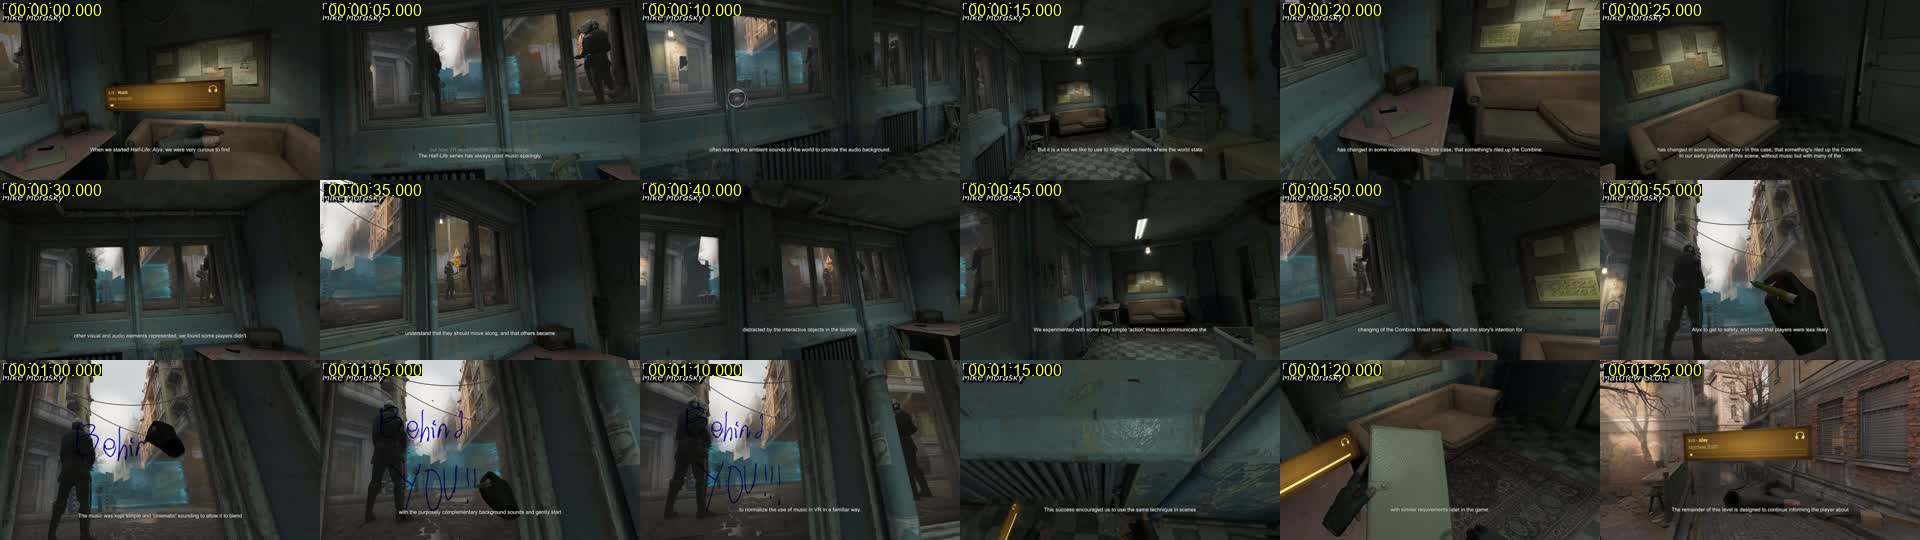 00:00:00.000
Mike Morasky
When we started Half-Life: Alyx, we were very curious to find
00:00:05.000
The Half-Life series has always used music sparingly,
00:00:10.000
often leaving the ambient sounds of the world to provide the audio background.
00:00:15.000
Mike Morasky
But it is a tool we like to use to highlight moments where the world state
00:00:20.000
Mike Morasky
has changed in some important way - in this case, that something's riled up the Combine.
00:00:25.000
Mike Morasky
has changed in some important way - in this case, that something's riled up the Combine.
In our early playtests of this scene, without music but with many of the
00:00:30.000
Mike Morasky
other visual and audio elements represented, we found some players didn't
00:00:35.000
Mike Morasky
understand that they should move along, and that others became
00:00:40.000
Mike Morasky
distracted by the interactive objects in the laundry.
00:00:45.000
Mike Morasky
We experimented with some very simple 'action' music to communicate the
00:00:50.000
Mike Morasky
changing of the Combine threat level, as well as the story's intention for
00:00:55.000
Mike Morasky
Alyx to get to safety, and found that players were less likely
00:01:00.000
Mike Morasky
Behin
The music was kept simple and 'cinematic' sounding to allow it to blend
00:01:05.000
Mike Morasky
Behind
YOU!!
with the purposely complementary background sounds and gently start
00:01:10.000
Mike Morasky
Behind
YOU!!!
to normalize the use of music in VR in a familiar way.
00:01:15.000
Mike Morasky
This success encouraged us to use the same technique in scenes
00:01:20.000
Mike Morasky
with similar requirements later in the game.
00:01:25.000
Matthew Scott
The remainder of this level is designed to continue informing the player about